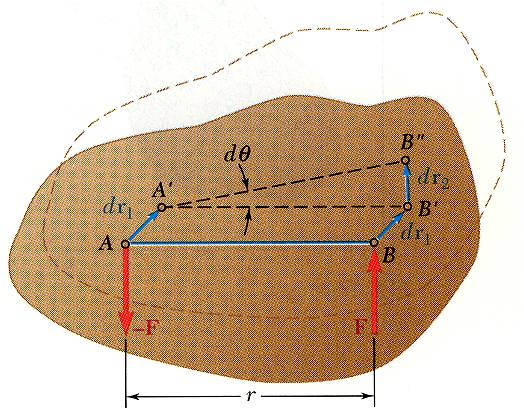 B″
dθ
dr₂
A′
dr₁
B′
dr₁
A
B
−F
F
r